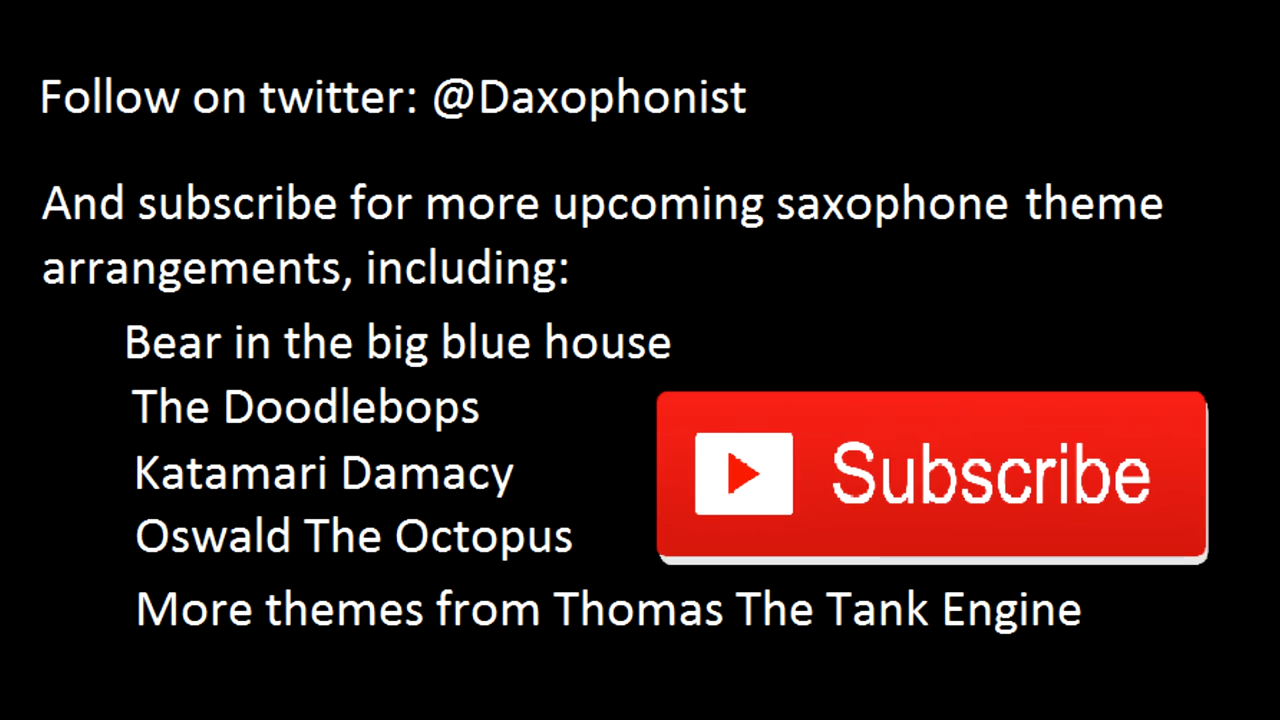 Follow on twitter: @Daxophonist
And subscribe for more upcoming saxophone theme
arrangements, including:
Bear in the big blue house
The Doodlebops
Katamari Damacy
Oswald The Octopus
Subscribe
More themes from Thomas The Tank Engine